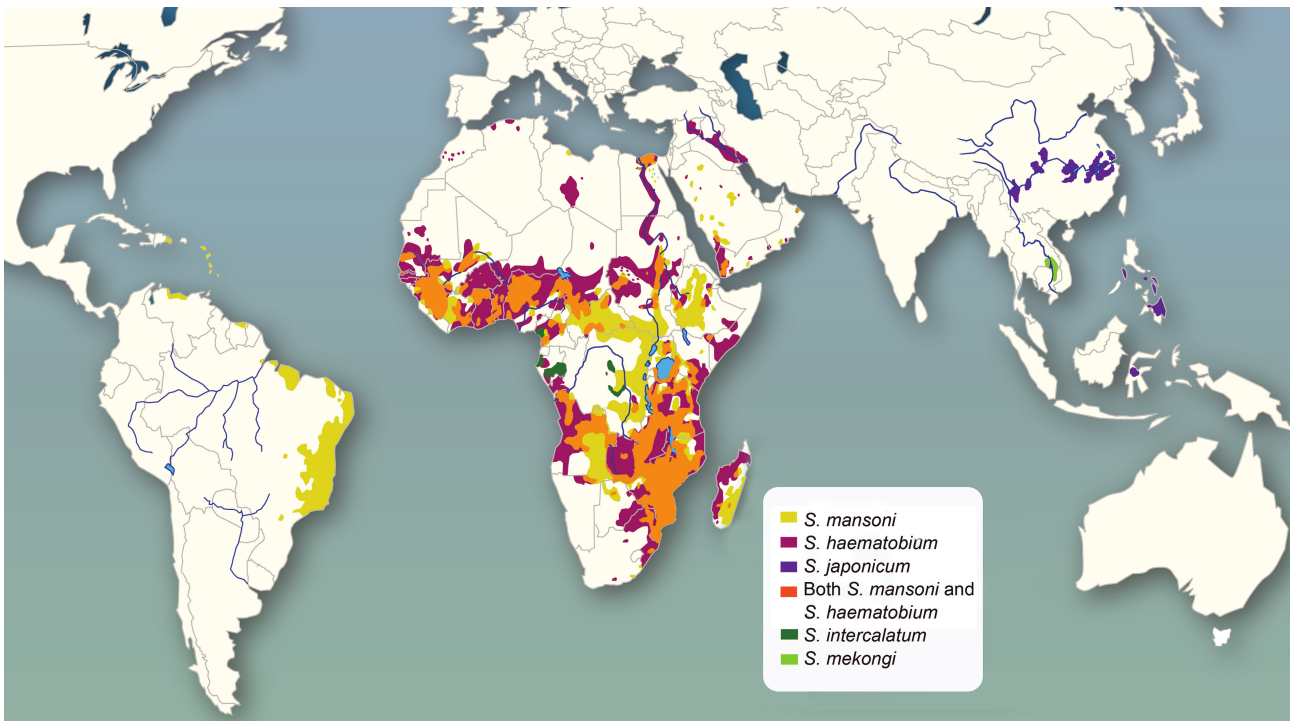 S. mansoni
S. haematobium
S. japonicum
Both S. mansoni and
S. haematobium
S. intercalatum
S. mekongi